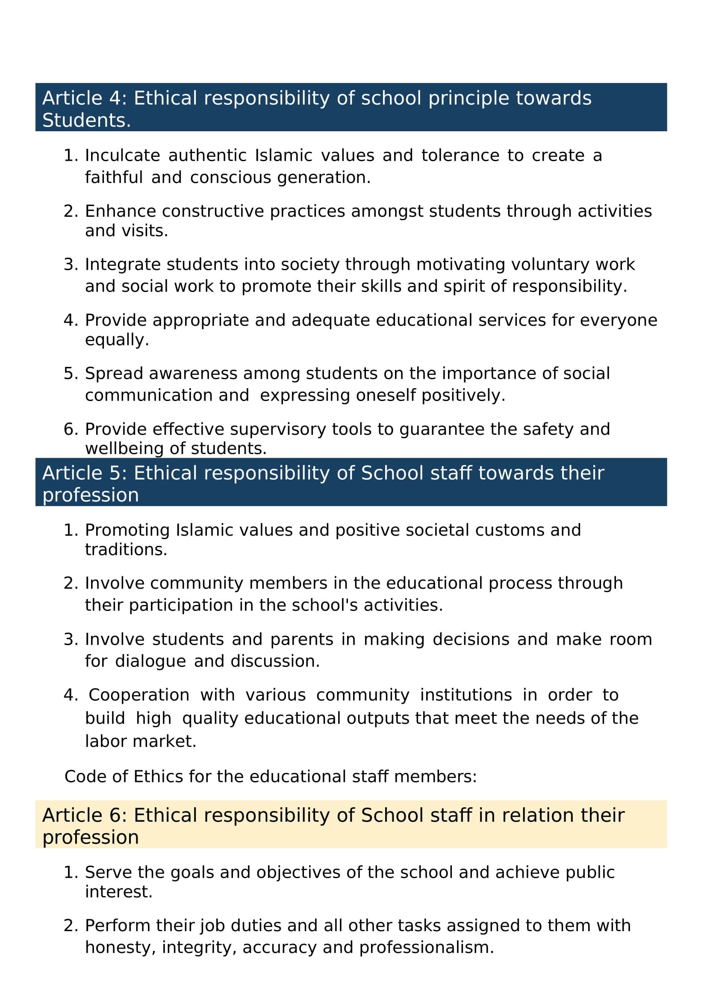 Article 4: Ethical responsibility of school principle towards
Students.
1. Inculcate authentic Islamic values and tolerance to create a
faithful and conscious generation.
2. Enhance constructive practices amongst students through activities
and visits.
3. Integrate students into society through motivating voluntary work
and social work to promote their skills and spirit of responsibility.
4. Provide appropriate and adequate educational services for everyone
equally.
5. Spread awareness among students on the importance of social
communication and expressing oneself positively.
6. Provide effective supervisory tools to guarantee the safety and
wellbeing of students.
Article 5: Ethical responsibility of School staff towards their
profession
1. Promoting Islamic values and positive societal customs and
traditions.
2. Involve community members in the educational process through
their participation in the school's activities.
3. Involve students and parents in making decisions and make room
for dialogue and discussion.
4. Cooperation with various community institutions in order to
build high quality educational outputs that meet the needs of the
labor market.
Code of Ethics for the educational staff members:
Article 6: Ethical responsibility of School staff in relation their
profession
1. Serve the goals and objectives of the school and achieve public
interest.
2. Perform their job duties and all other tasks assigned to them with
honesty, integrity, accuracy and professionalism.